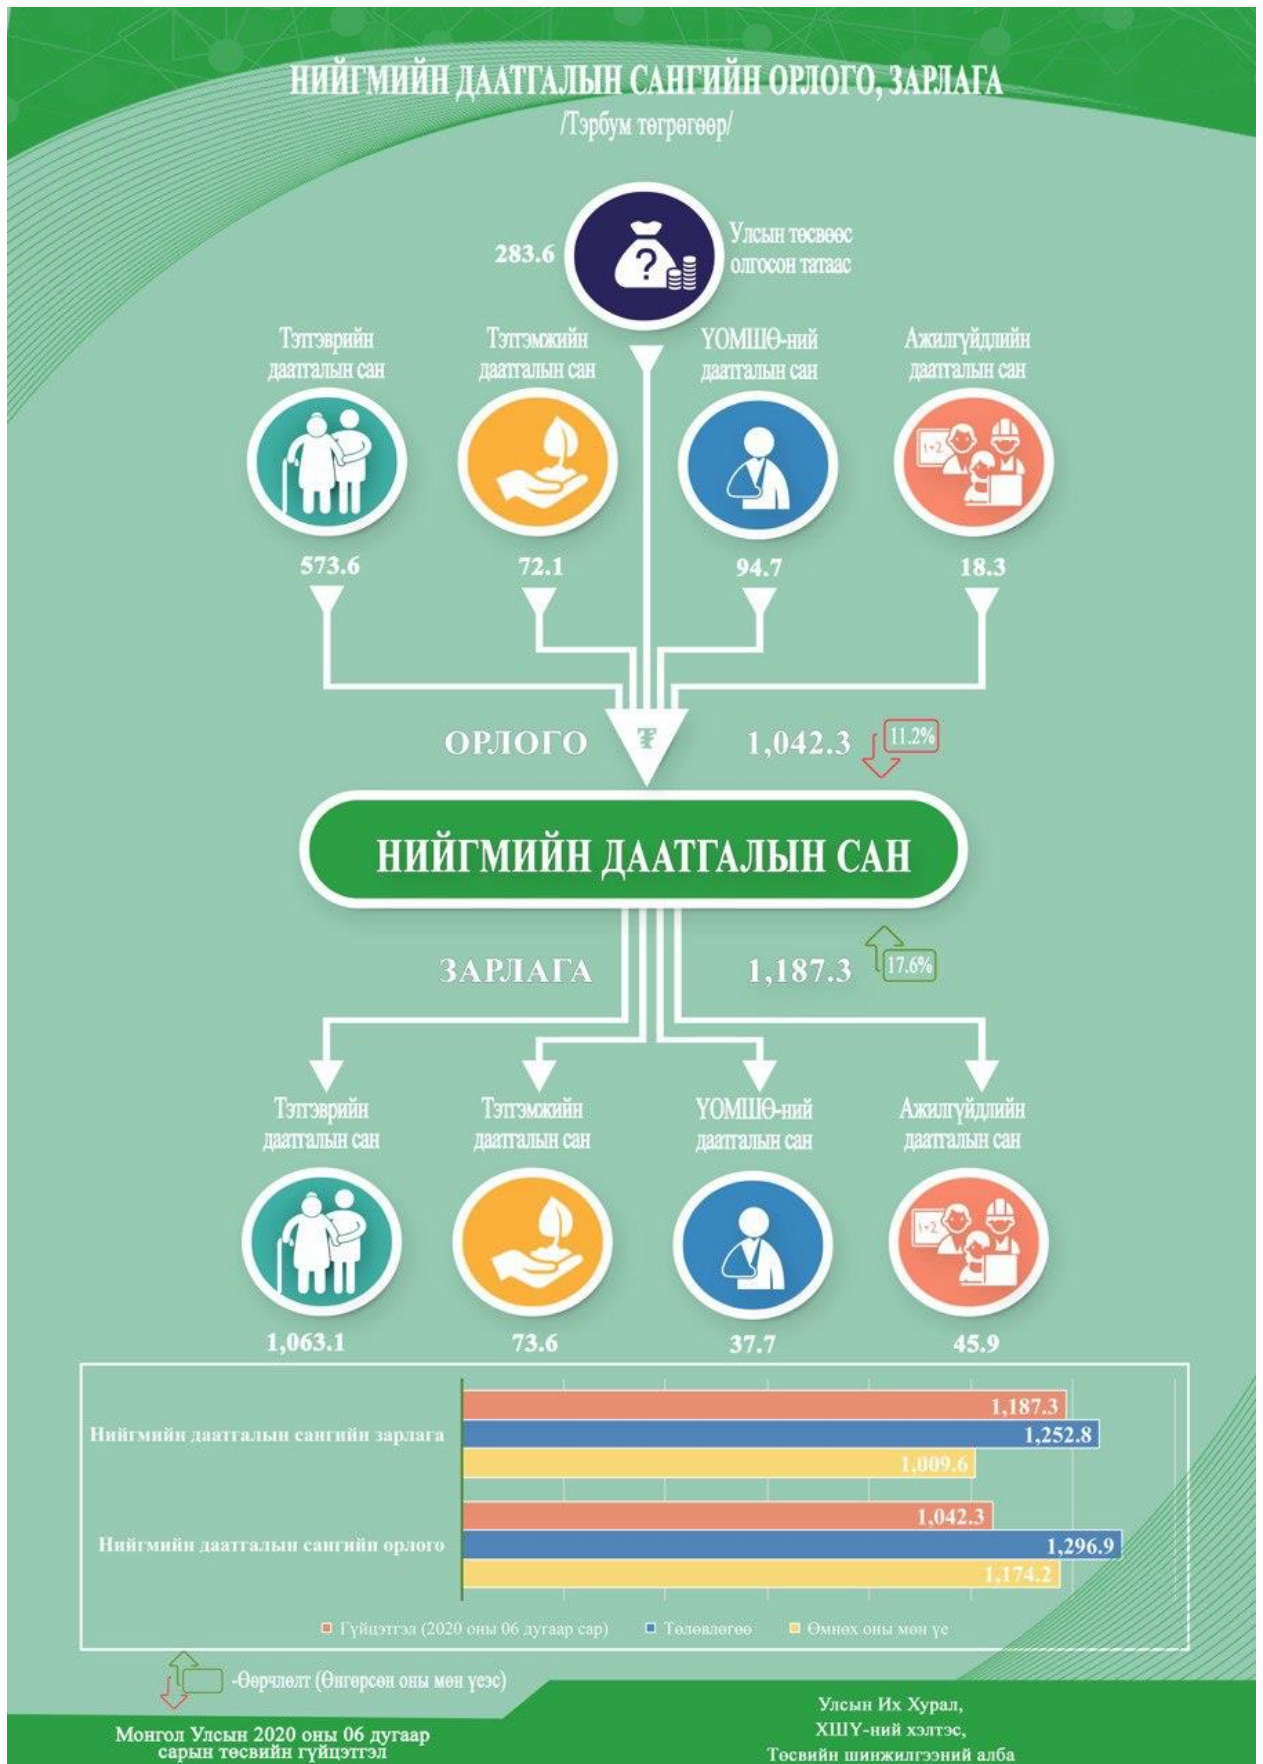 НИЙГМИЙН ДААТГАЛЫН САНГИЙН ОРЛОГО, ЗАРЛАГА
/Тэрбум төгрөгөөр/
283.6
Улсын төсвөөс
олгосон татаас
Тэтгэврийн
даатгалын сан
Тэтгэмжийн
даатгалын сан
ҮОМШӨ-ний
даатгалын сан
Ажилгүйдлийн
даатгалын сан
1+2
573.6
72.1
94.7
18.3
ОРЛОГО
₮
1,042.3
11.2%
НИЙГМИЙН ДААТГАЛЫН САН
ЗАРЛАГА
1,187.3
17.6%
Тэтгэврийн
даатгалын сан
Тэтгэмжийн
даатгалын сан
ҮОМШӨ-ний
даатгалын сан
Ажилгүйдлийн
даатгалын сан
1+2
1,063.1
73.6
37.7
45.9
Нийгмийн даатгалын сангийн зарлага
1,187.3
1,252.8
1,009.6
Нийгмийн даатгалын сангийн орлого
1,042.3
1,296.9
1,174.2
Гүйцэтгэл (2020 оны 06 дугаар сар)
Төлөвлөгөө
Өмнөх оны мөн үе
-Өөрчлөлт (Өнгөрсөн оны мөн үеэс)
Монгол Улсын 2020 оны 06 дугаар
сарын төсвийн гүйцэтгэл
Улсын Их Хурал,
ХШҮ-ний хэлтэс,
Төсвийн шинжилгээний алба